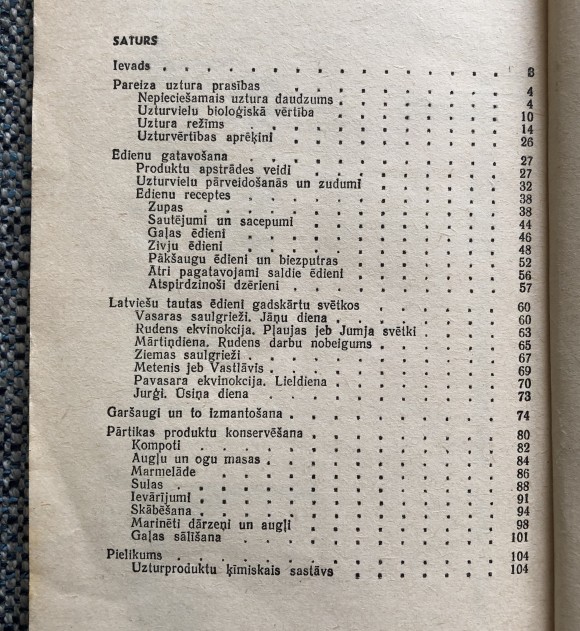 SATURS
Ievads . . . . . . . . . . . . . . 3
Pareiza uztura prasības . . . . . . . . . . 4
Nepieciešamais uztura daudzums . . . . . . . 4
Uzturvielu bioloģiskā vērtība . . . . . . . . 10
Uztura režīms . . . . . . . . . . . 14
Uzturvērtības aprēķini . . . . . . . . . 26
Ēdienu gatavošana . . . . . . . . . . . 27
Produktu apstrādes veidi . . . . . . . . . 27
Uzturvielu pārveidošanās un zudumi . . . . . . 32
Ēdienu receptes . . . . . . . . . . . 38
Zupas . . . . . . . . . . . . 38
Sautējumi un sacepumi . . . . . . . . 44
Gaļas ēdieni . . . . . . . . . . . 46
Zivju ēdieni . . . . . . . . . . . 48
Pākšaugu ēdieni un biezputras . . . . . . . 52
Ātri pagatavojami saldie ēdieni . . . . . . . 56
Atspirdzinoši dzērieni . . . . . . . . . 57
Latviešu tautas ēdieni gadskārtu svētkos . . . . . . 60
Vasaras saulgrieži. Jāņu diena . . . . . . . . 60
Rudens ekvinokcija. Pļaujas jeb Jumja svētki . . . . 63
Mārtiņdiena. Rudens darbu nobeigums . . . . . . 65
Ziemas saulgrieži . . . . . . . . . . 67
Metenis jeb Vastlāvis . . . . . . . . . . 69
Pavasara ekvinokcija. Lieldiena . . . . . . . . 70
Jurģi. Ūsiņa diena . . . . . . . . . . 73
Garšaugi un to izmantošana . . . . . . . . . 74
Pārtikas produktu konservēšana . . . . . . . . . 80
Kompoti . . . . . . . . . . . . . 82
Augļu un ogu masas . . . . . . . . . . 84
Marmelāde . . . . . . . . . . . . 86
Sulas . . . . . . . . . . . . . . 88
Ievārījumi . . . . . . . . . . . . 91
Skābēšana . . . . . . . . . . . . 94
Marinēti dārzeņi un augļi . . . . . . . . . 98
Gaļas sālīšana . . . . . . . . . . . 101
Pielikums . . . . . . . . . . . . . 104
Uzturproduktu ķīmiskais sastāvs . . . . . . . 104